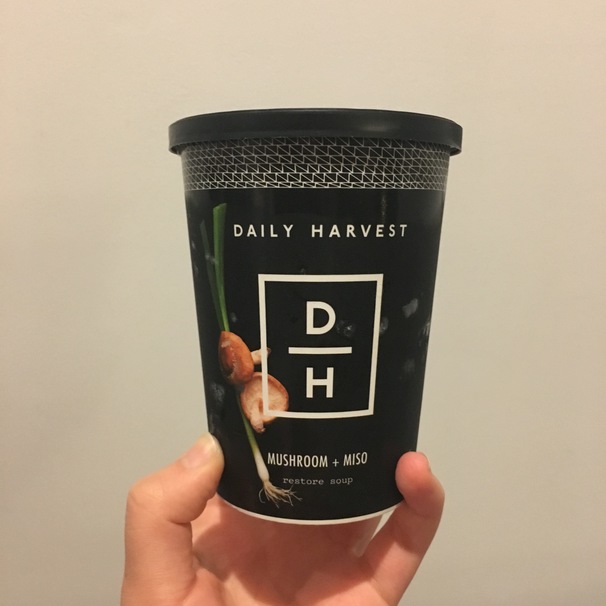 DAILY HARVEST
D
H
MUSHROOM + MISO
restore soup